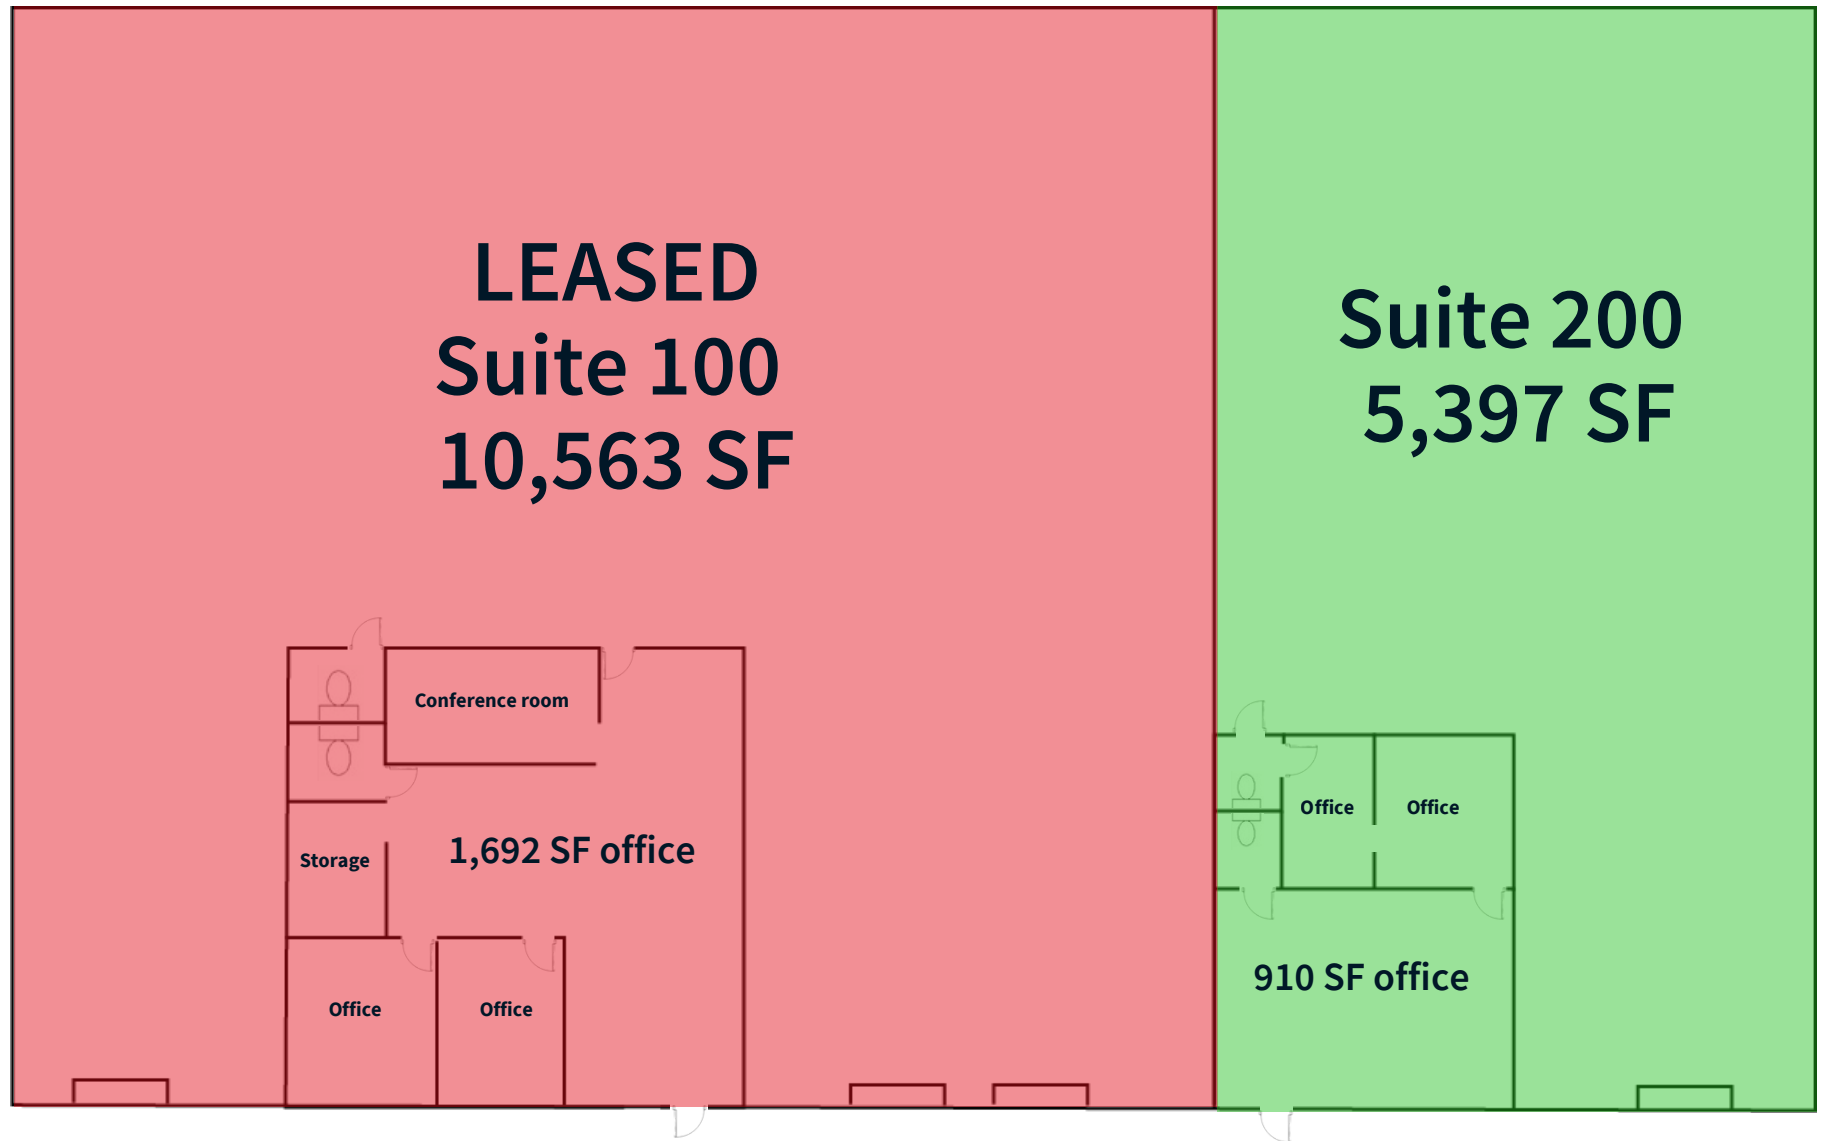 LEASED
Suite 100
10,563 SF
Suite 200
5,397 SF
Conference room
Storage
1,692 SF office
Office
Office
Office
Office
910 SF office